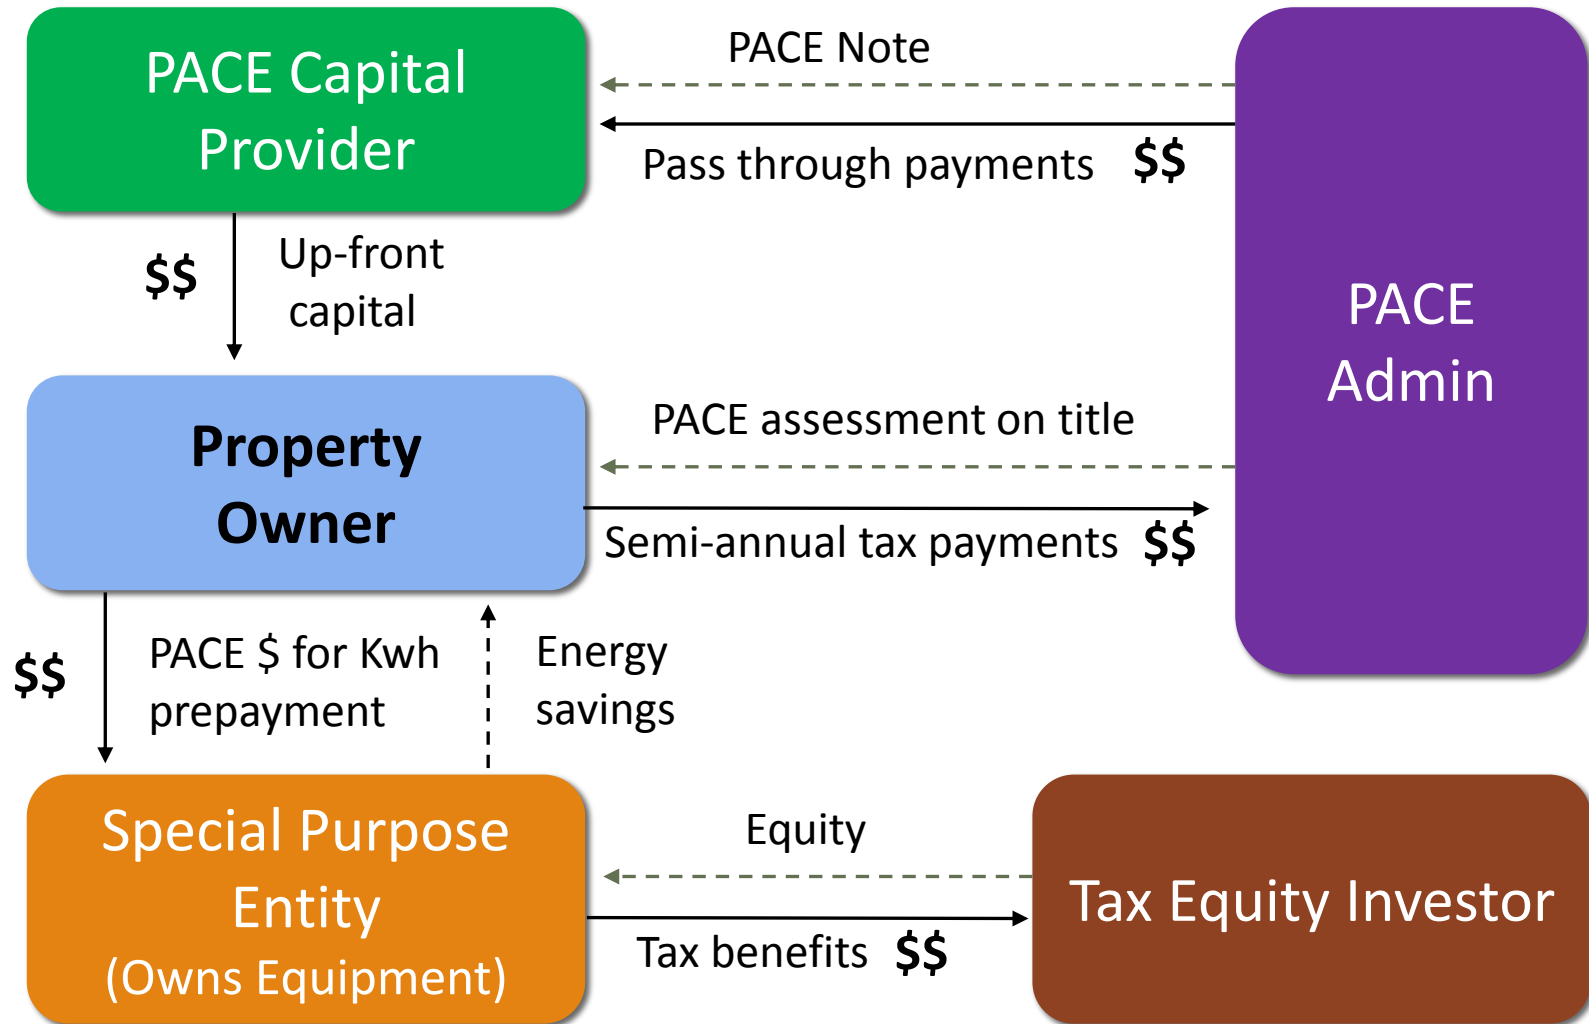 PACE Capital
Provider
PACE Note
Pass through payments $$
PACE
Admin
$$ Up-front
capital
Property
Owner
PACE assessment on title
Semi-annual tax payments $$
$$ PACE $ for Kwh
prepayment
Energy
savings
Special Purpose
Entity
(Owns Equipment)
Equity
Tax benefits $$
Tax Equity Investor